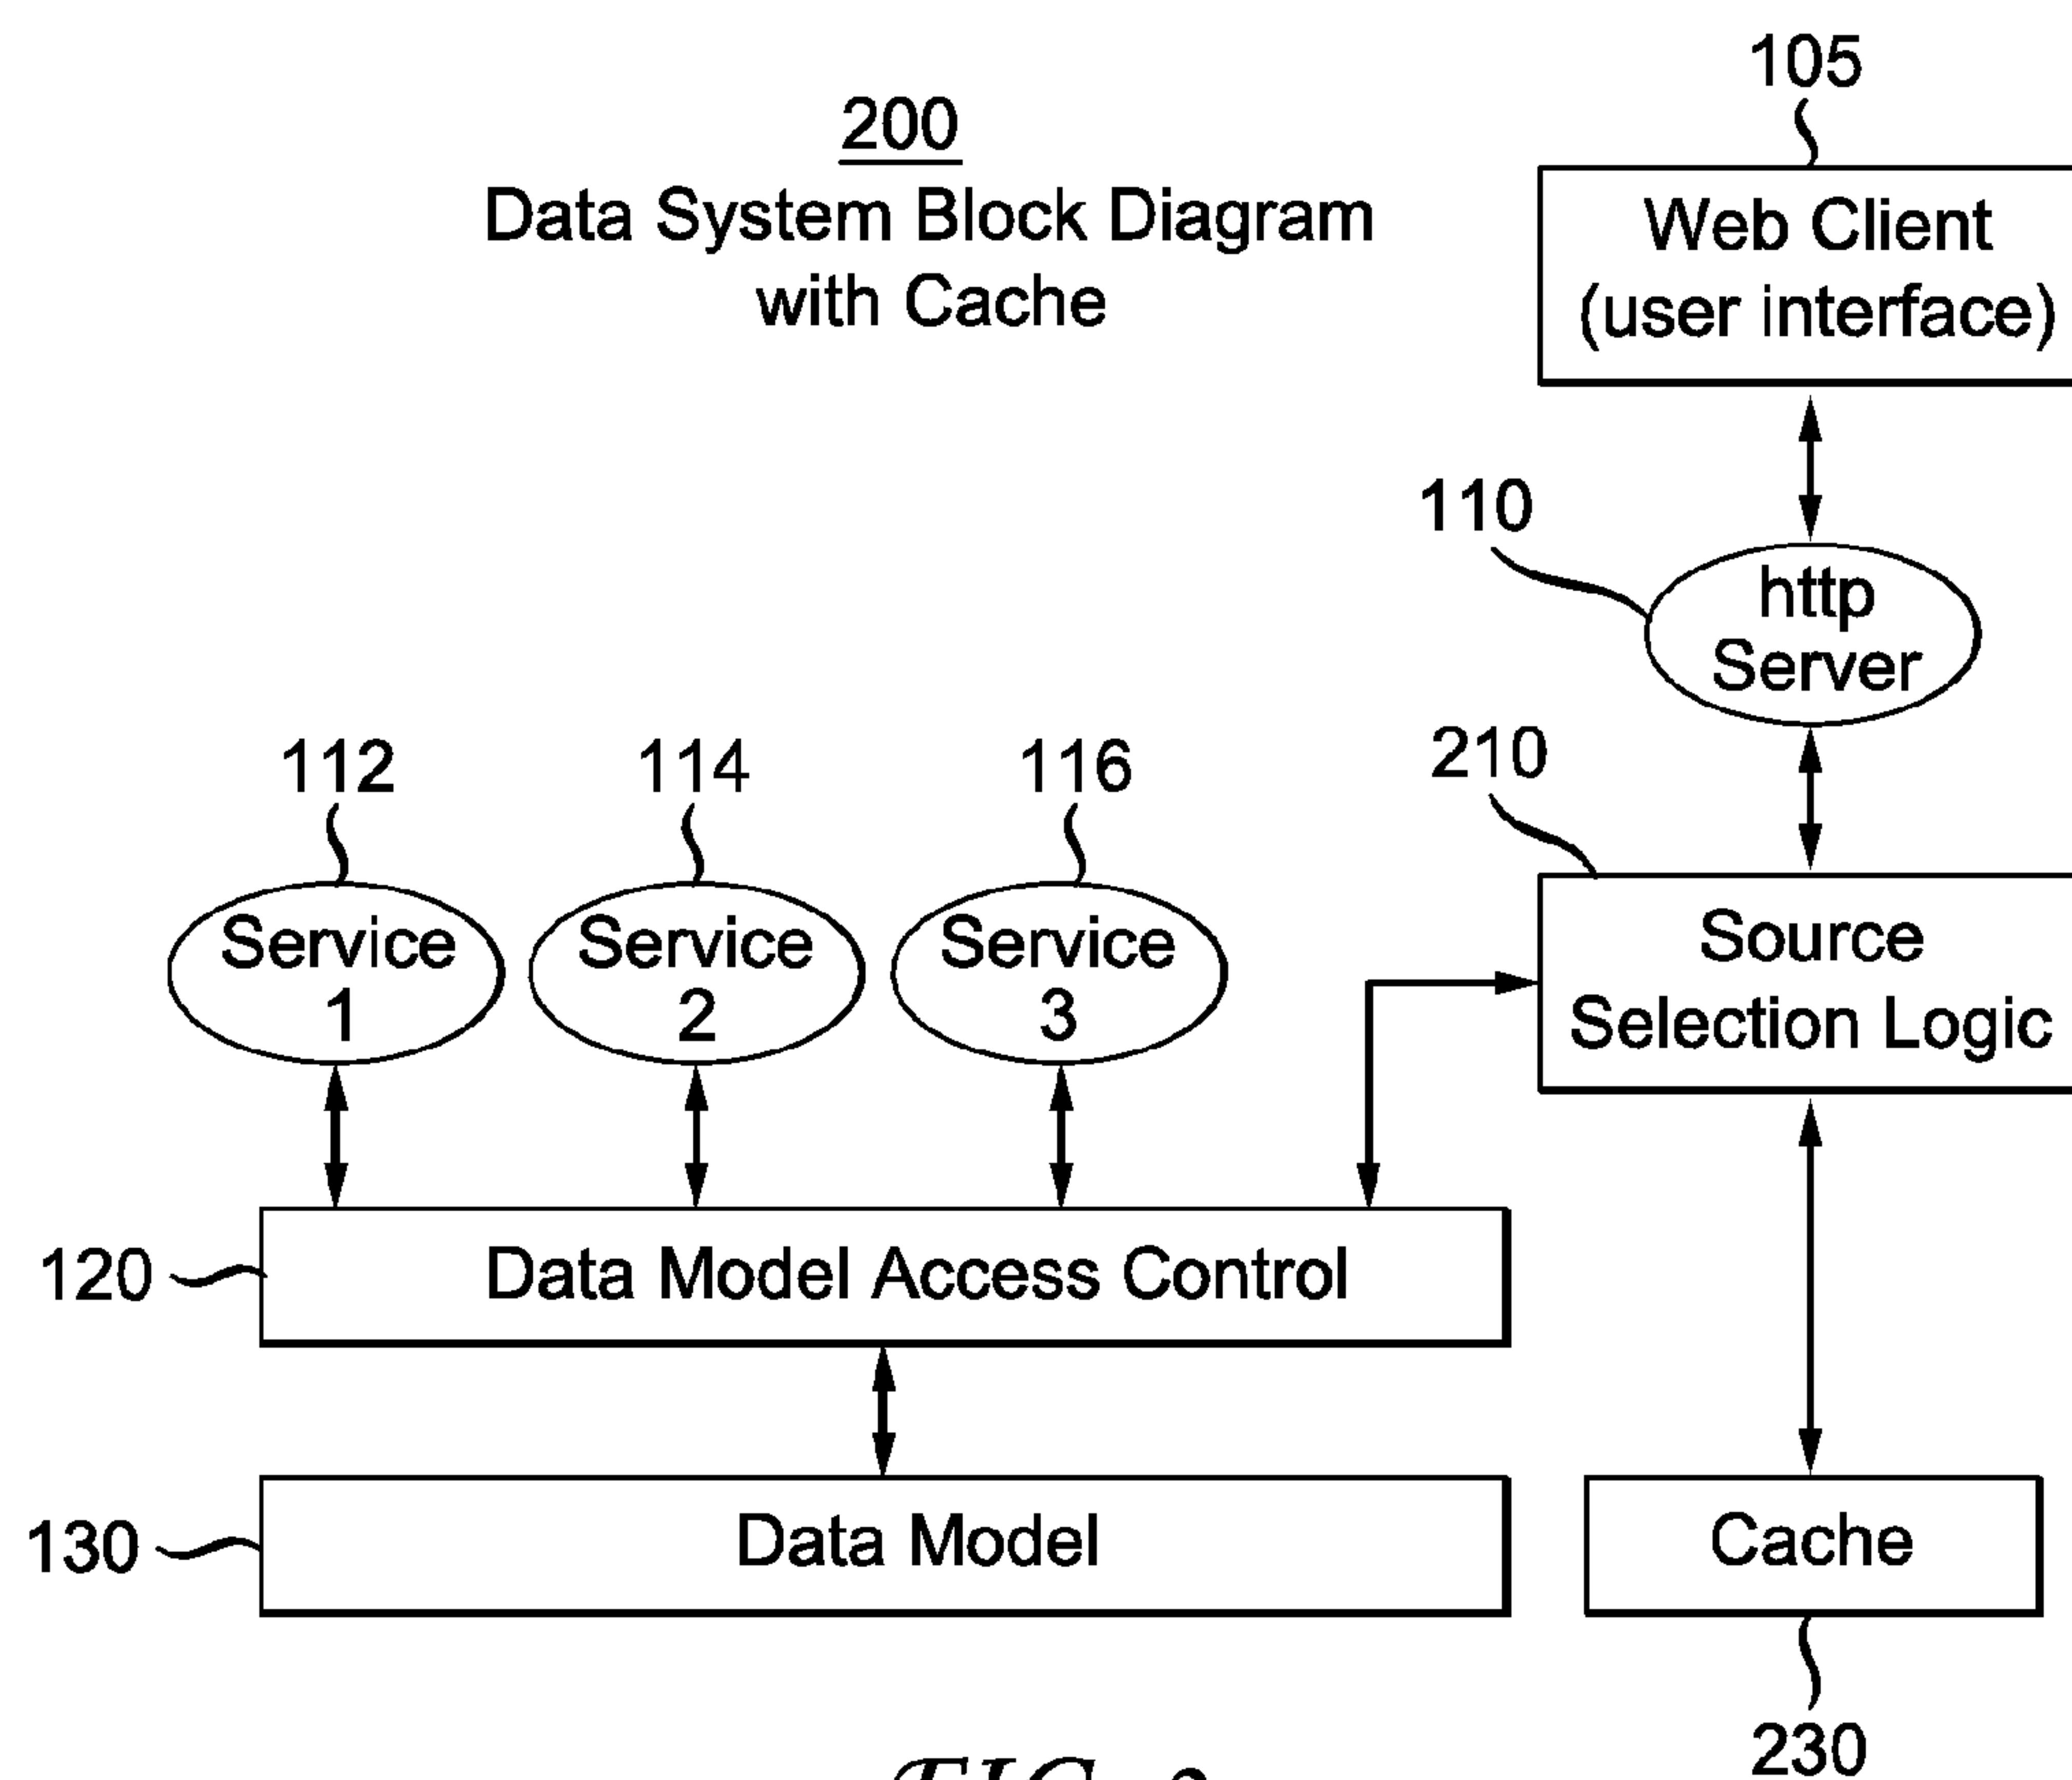 105
200
Data System Block Diagram
with Cache
Web Client
(user interface)
110
http
Server
112
114
116
210
Service
1
Service
2
Service
3
Source
Selection Logic
120
Data Model Access Control
130
Data Model
Cache
230